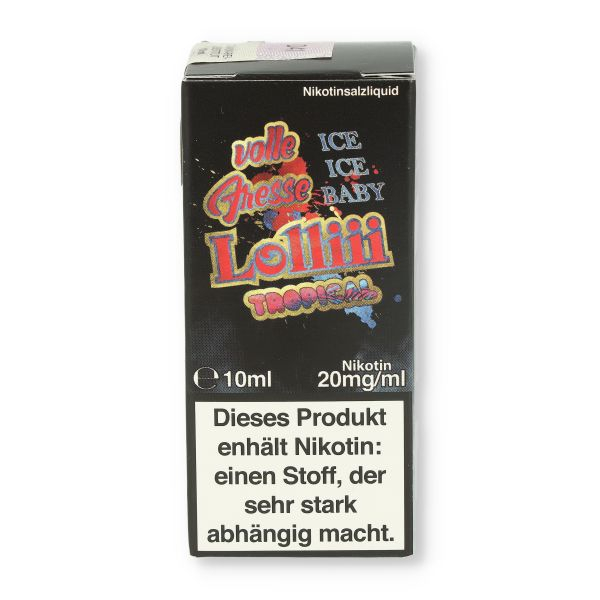 Nikotinsalzliquid
volle
Fresse
ICE
ICE
BABY
Lolliii
TROPICAL
℮ 10ml
Nikotin
20mg/ml
Dieses Produkt
enhält Nikotin:
einen Stoff, der
sehr stark
abhängig macht.